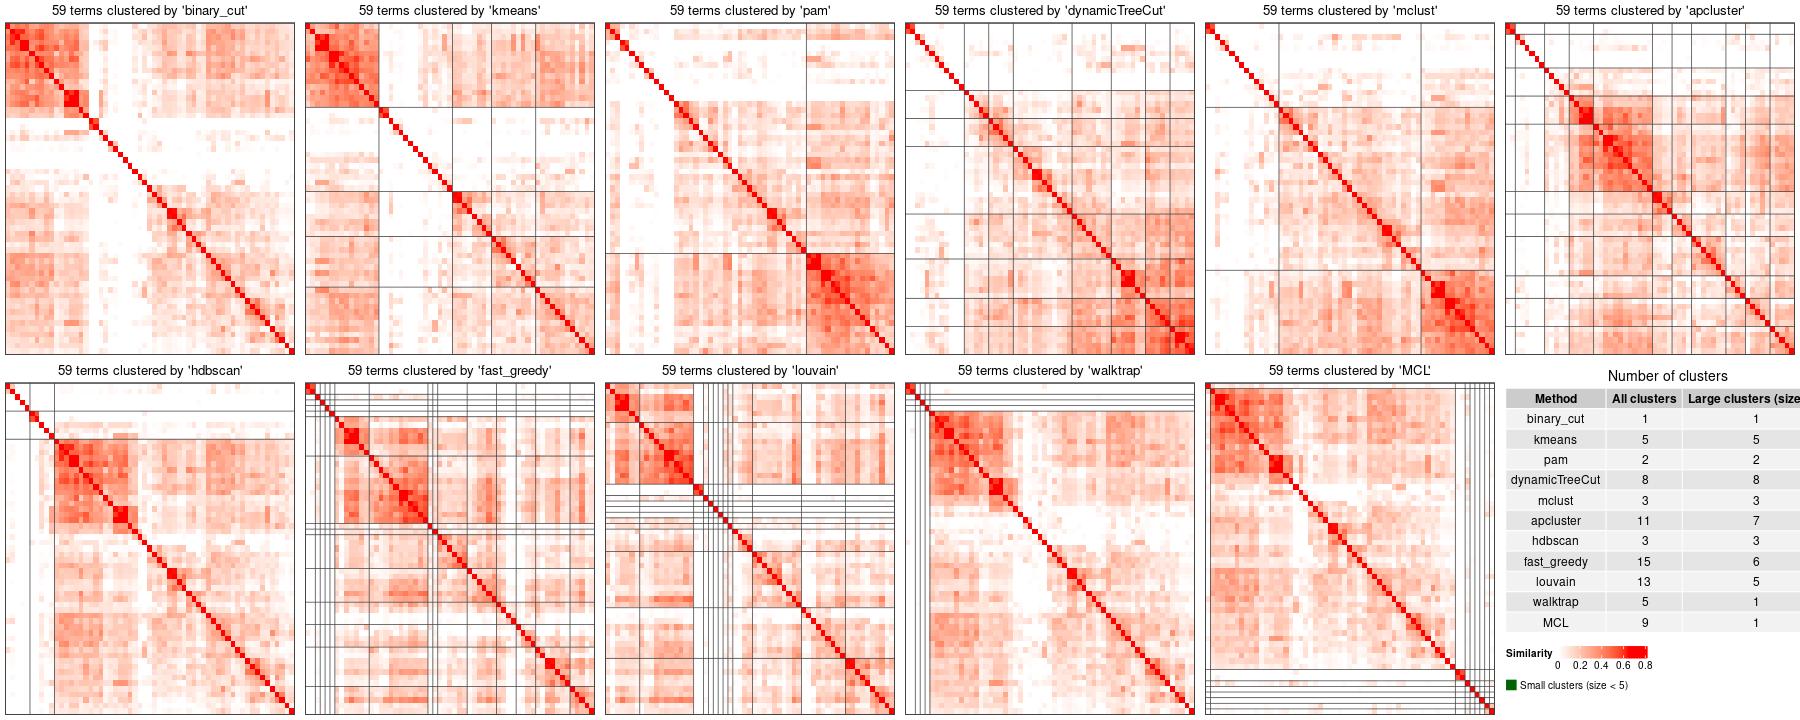 59 terms clustered by 'binary_cut'
59 terms clustered by 'kmeans'
59 terms clustered by 'pam'
59 terms clustered by 'dynamicTreeCut'
59 terms clustered by 'mclust'
59 terms clustered by 'apcluster'
59 terms clustered by 'hdbscan'
59 terms clustered by 'fast_greedy'
59 terms clustered by 'louvain'
59 terms clustered by 'walktrap'
59 terms clustered by 'MCL'
Number of clusters
Method All clusters Large clusters (size
binary_cut 1 1
kmeans 5 5
pam 2 2
dynamicTreeCut 8 8
mclust 3 3
apcluster 11 7
hdbscan 3 3
fast_greedy 15 6
louvain 13 5
walktrap 5 1
MCL 9 1
Similarity
0 0.2 0.4 0.6 0.8
Small clusters (size < 5)